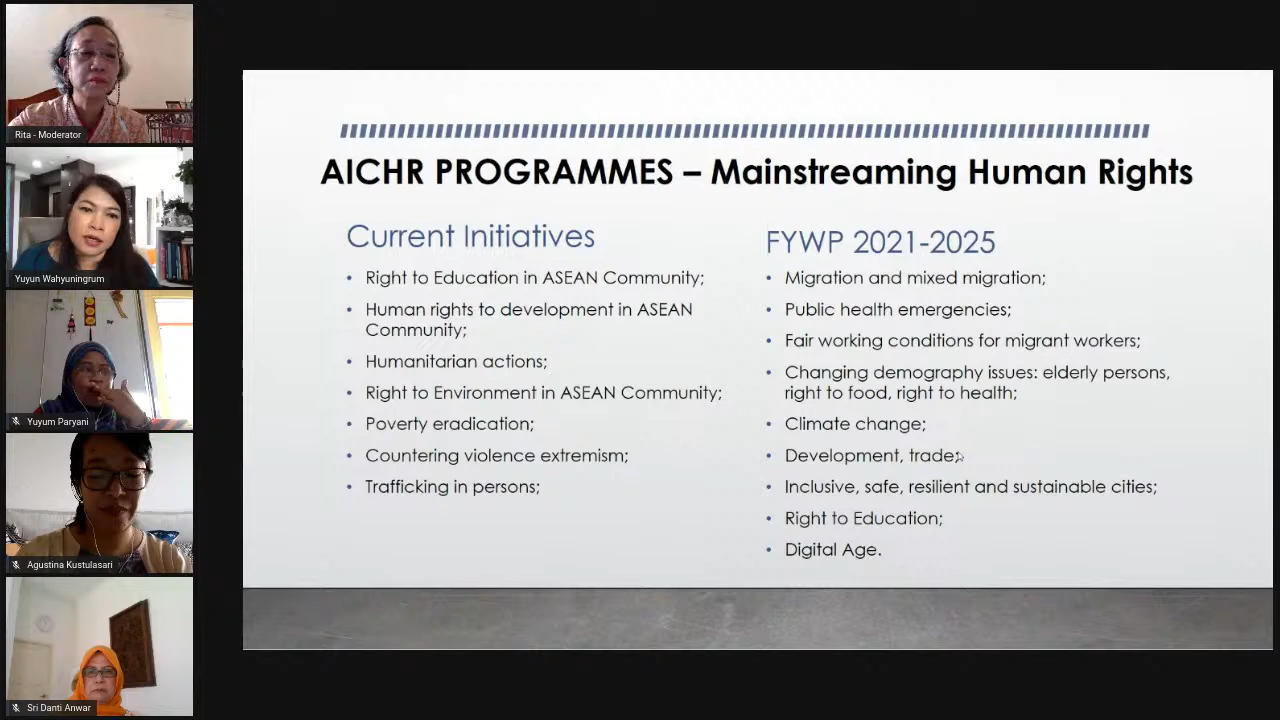 Rita - Moderator
Yuyun Wahyuningrum
Yuyum Paryani
Agustina Kustulasari
Sri Danti Anwar
AICHR PROGRAMMES – Mainstreaming Human Rights
Current Initiatives
• Right to Education in ASEAN Community;
• Human rights to development in ASEAN
Community;
• Humanitarian actions;
• Right to Environment in ASEAN Community;
• Poverty eradication;
• Countering violence extremism;
• Trafficking in persons;
FYWP 2021-2025
• Migration and mixed migration;
• Public health emergencies;
• Fair working conditions for migrant workers;
• Changing demography issues: elderly persons,
right to food, right to health;
• Climate change;
• Development, trade;
• Inclusive, safe, resilient and sustainable cities;
• Right to Education;
• Digital Age.